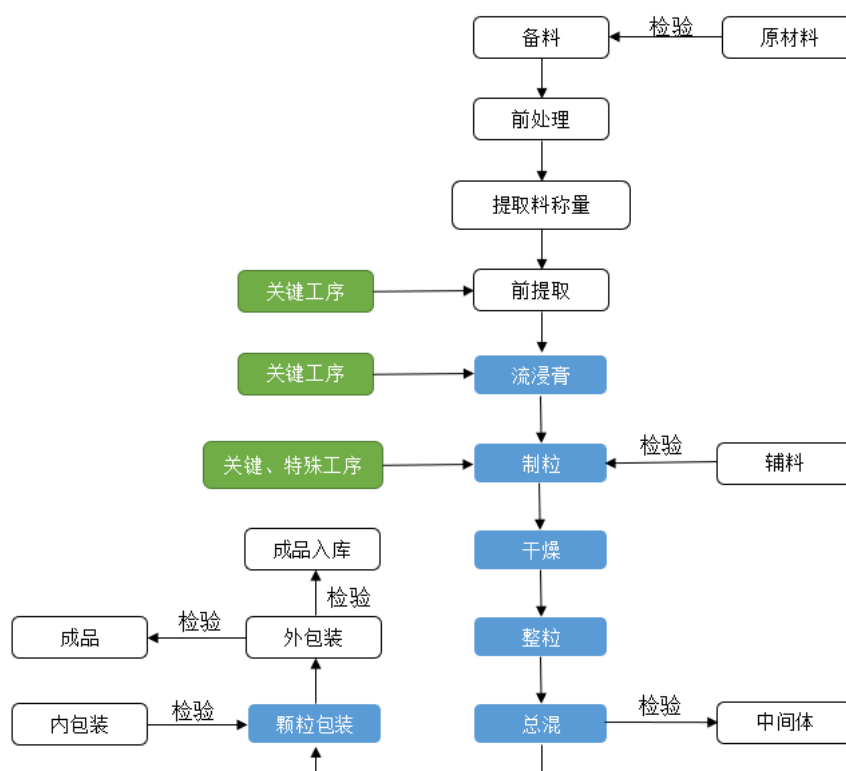 备料
检验
原材料
前处理
提取料称量
关键工序
前提取
关键工序
流浸膏
关键、特殊工序
制粒
检验
辅料
成品入库
干燥
检验
成品
检验
外包装
整粒
内包装
检验
颗粒包装
总混
检验
中间体